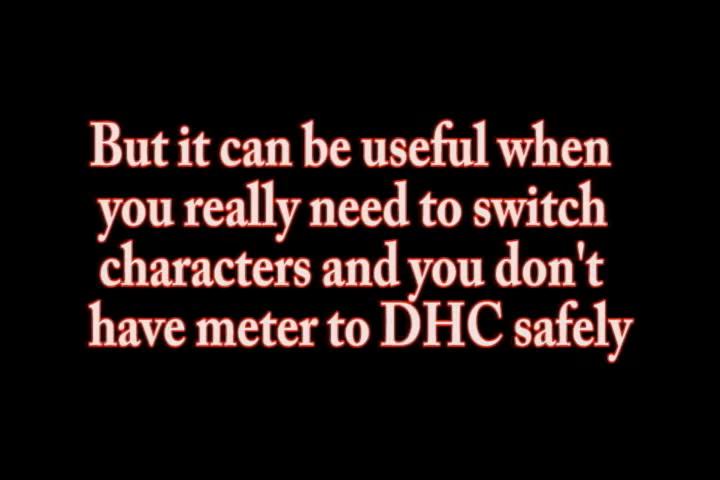 But it can be useful when
you really need to switch
characters and you don't
have meter to DHC safely